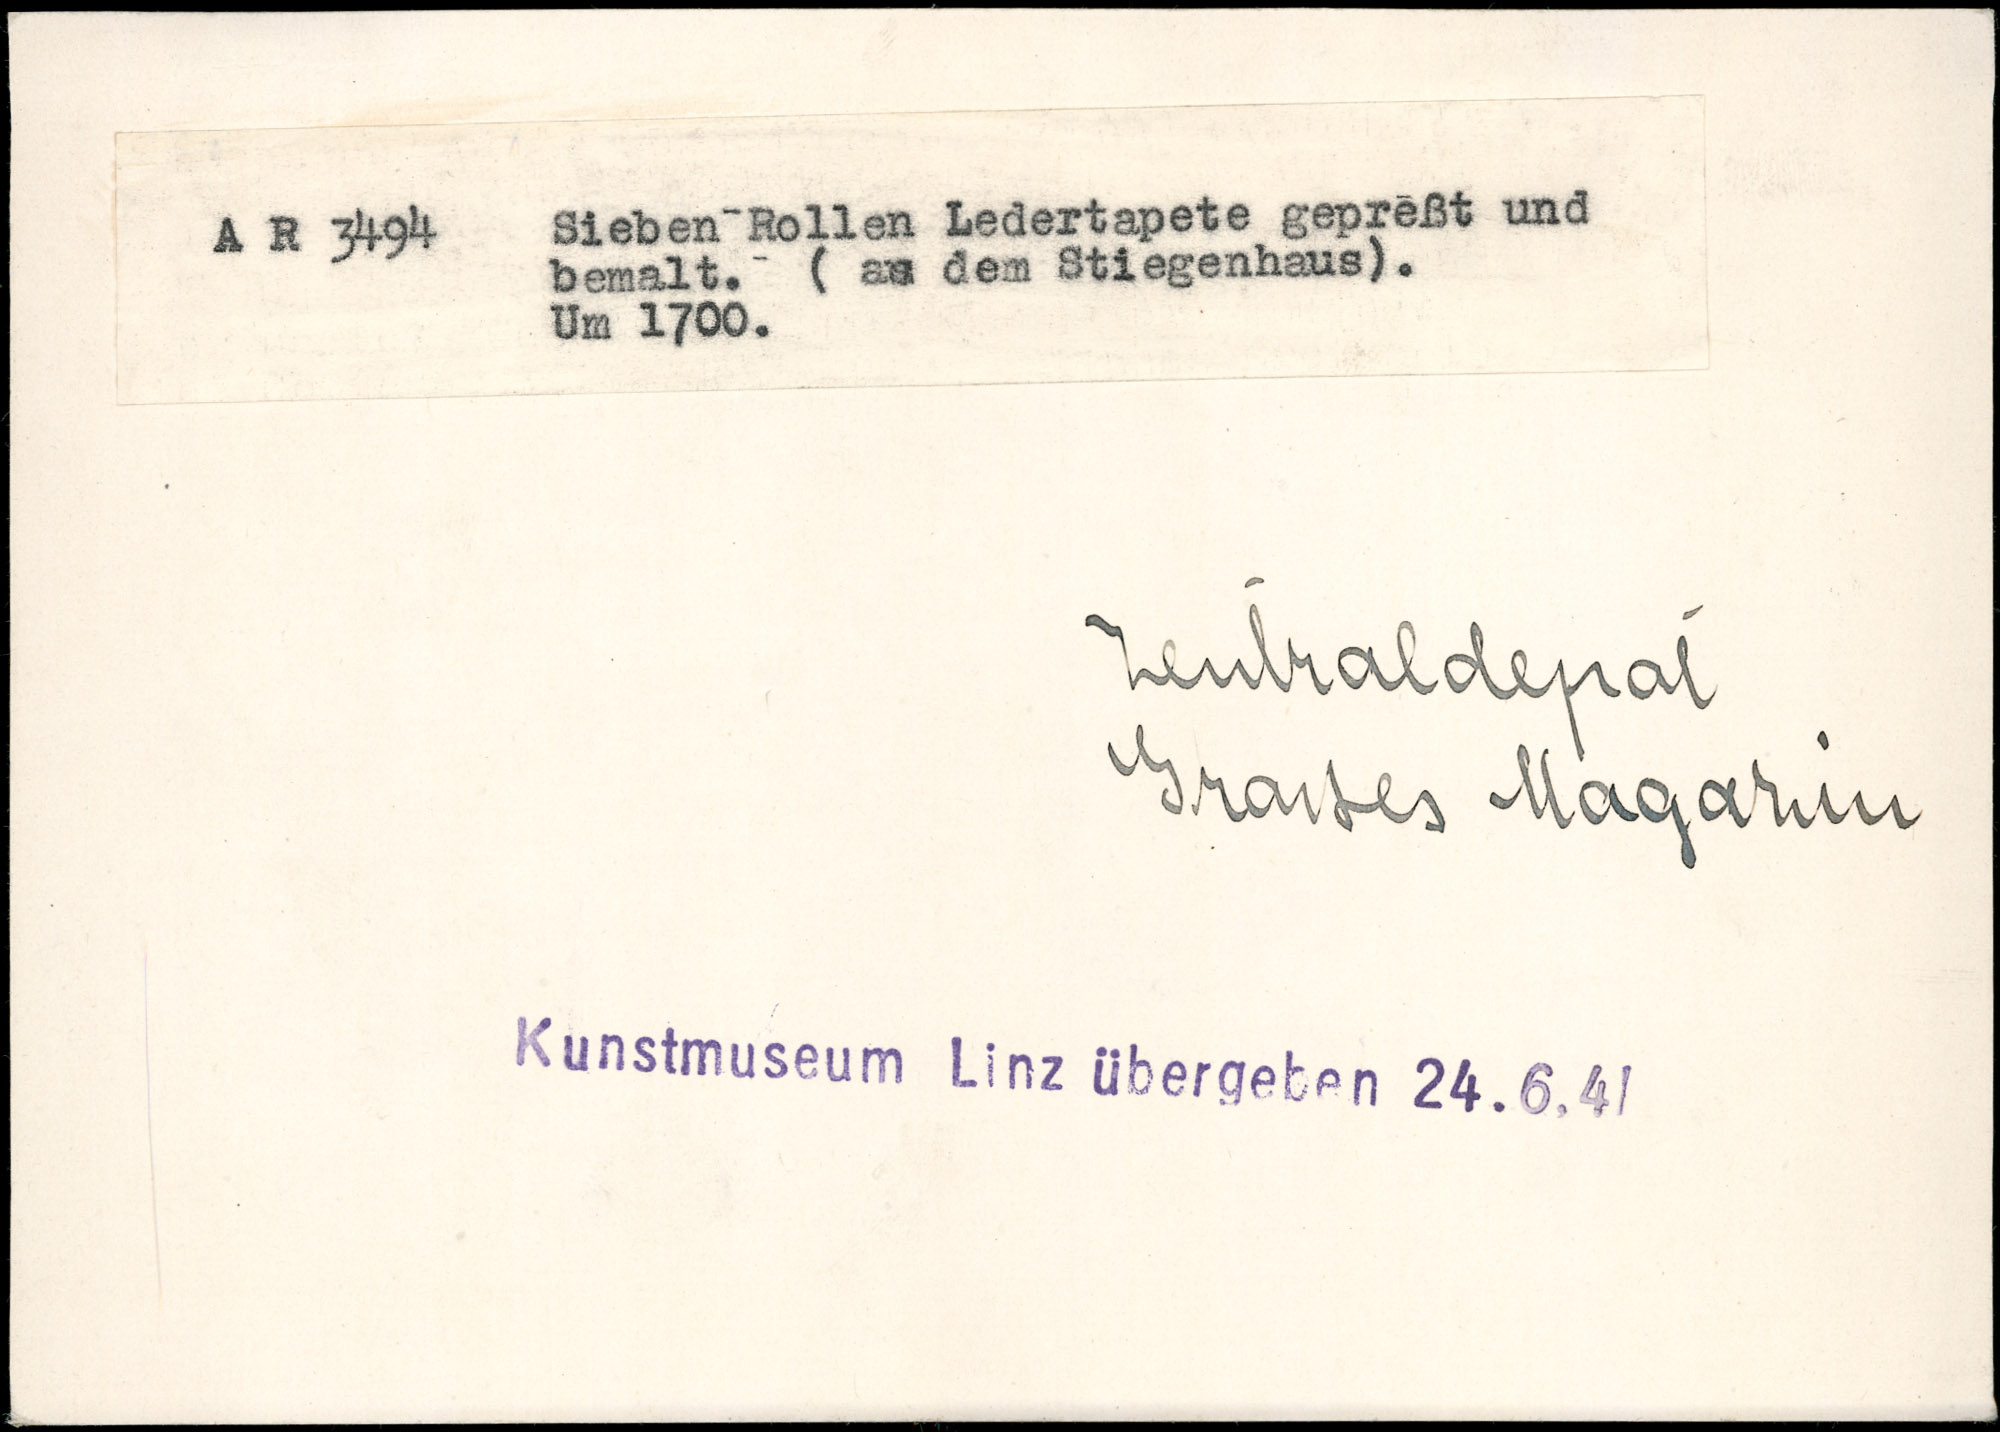 A R 3494 Sieben Rollen Ledertapete gepreßt und
bemalt. ( aus dem Stiegenhaus).
Um 1700.
Zentraldepot
Grosses Magazin
Kunstmuseum Linz übergeben 24.6.41